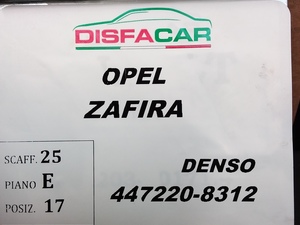 DISFACAR
OPEL
ZAFIRA
SCAFF. 25
PIANO E
POSIZ. 17
DENSO
447220-8312